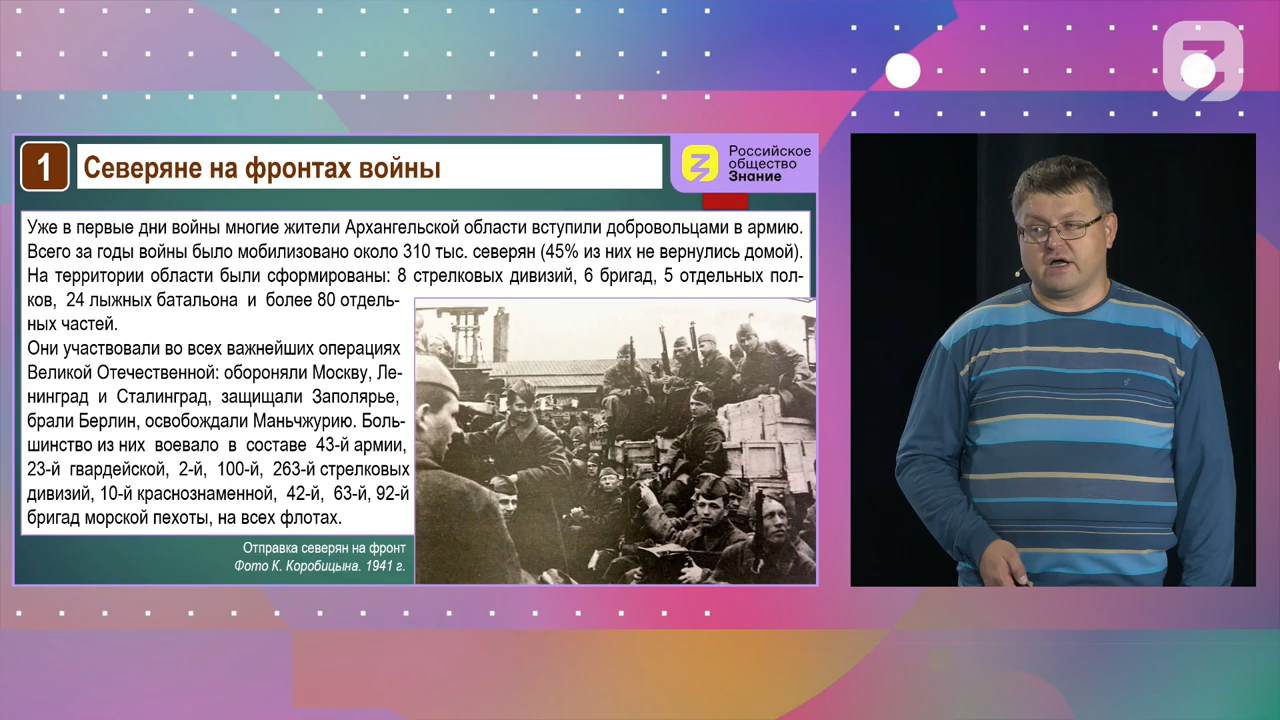 1
Северяне на фронтах войны
Российское
общество
Знание
Уже в первые дни войны многие жители Архангельской области вступили добровольцами в армию.
Всего за годы войны было мобилизовано около 310 тыс. северян (45% из них не вернулись домой).
На территории области были сформировны: 8 стрелковых дивизий, 6 бригад, 5 отдельных пол-
ков, 24 лыжных батальона и более 80 отдель-
ных частей.
Они участвовали во всех важнейших операциях
Великой Отечественной: обороняли Москву, Ле-
нинград и Сталинград, защищали Заполярье,
брали Берлин, освобождали Маньчжурию. Боль-
шинство из них воевало в составе 43-й армии,
23-й гвардейской, 2-й, 100-й, 263-й стрелковых
дивизий, 10-й краснознаменной, 42-й, 63-й, 92-й
бригад морской пехоты, на всех флотах.
Отправка северян на фронт
Фото К. Коробицына. 1941 г.